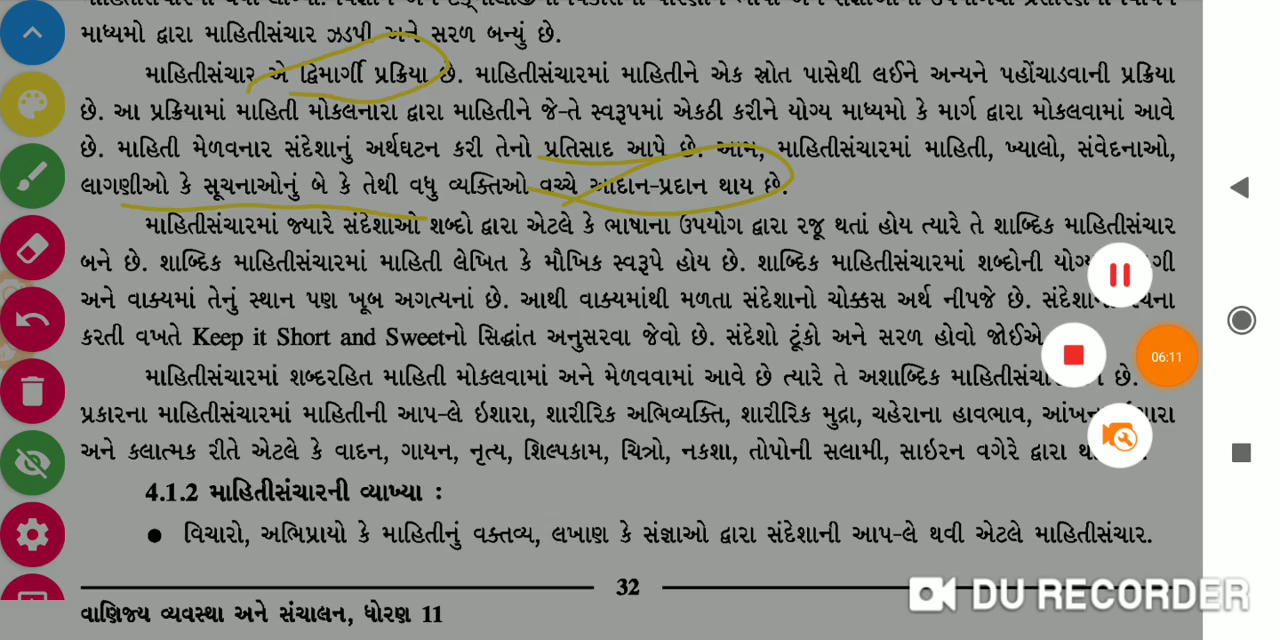 માધ્યમો દ્વારા માહિતીસંચાર ઝડપી અને સરળ બન્યું છે.
માહિતીસંચાર એ દ્વિમાર્ગી પ્રક્રિયા છે. માહિતીસંચારમાં માહિતીને એક સ્રોત પાસેથી લઈને અન્યને પહોંચાડવાની પ્રક્રિયા
છે. આ પ્રક્રિયામાં માહિતી મોકલનારા દ્વારા માહિતીને જે-તે સ્વરૂપમાં એકઠી કરીને યોગ્ય માધ્યમો કે માર્ગ દ્વારા મોકલવામાં આવે
છે. માહિતી મેળવનાર સંદેશાનું અર્થઘટન કરી તેનો પ્રતિસાદ આપે છે. આમ, માહિતીસંચારમાં માહિતી, ખ્યાલો, સંવેદનાઓ,
લાગણીઓ કે સૂચનાઓનું બે કે તેથી વધુ વ્યક્તિઓ વચ્ચે આદાન-પ્રદાન થાય છે.
માહિતીસંચારમાં જ્યારે સંદેશાઓ શબ્દો દ્વારા એટલે કે ભાષાના ઉપયોગ દ્વારા રજૂ થતાં હોય ત્યારે તે શાબ્દિક માહિતીસંચાર
બને છે. શાબ્દિક માહિતીસંચારમાં માહિતી લેખિત કે મૌખિક સ્વરૂપે હોય છે. શાબ્દિક માહિતીસંચારમાં શબ્દોની
અને વાક્યમાં તેનું સ્થાન પણ ખૂબ અગત્યનાં છે. આથી વાક્યમાંથી મળતા સંદેશાનો ચોક્કસ અર્થ નીપજે છે.
કરતી વખતે Keep it Short and Sweetનો સિદ્ધાંત અનુસરવા જેવો છે. સંદેશો ટૂંકો અને સરળ હોવો જોઈએ
06:11
માહિતીસંચારમાં શબ્દરહિત માહિતી મોકલવામાં અને મેળવવામાં આવે છે ત્યારે તે અશાબ્દિક છે.
પ્રકારના માહિતીસંચારમાં માહિતીની આપ-લે ઇશારા, શારીરિક અભિવ્યક્તિ, શારીરિક મુદ્રા, ચહેરાના હાવભાવ,
અને કલાત્મક રીતે એટલે કે વાદન, ગાયન, નૃત્ય, શિલ્પકામ, ચિત્રો, નકશા, તોપોની સલામી, સાઇરન વગેરે દ્વારા
4.1.2 માહિતીસંચારની વ્યાખ્યા :
● વિચારો, અભિપ્રાયો કે માહિતીનું વક્તવ્ય, લખાણ કે સંજ્ઞાઓ દ્વારા સંદેશાની આપ-લે થવી એટલે માહિતીસંચાર.
32
DU RECORDER
વાણિજ્ય વ્યવસ્થા અને સંચાલન, ધોરણ 11